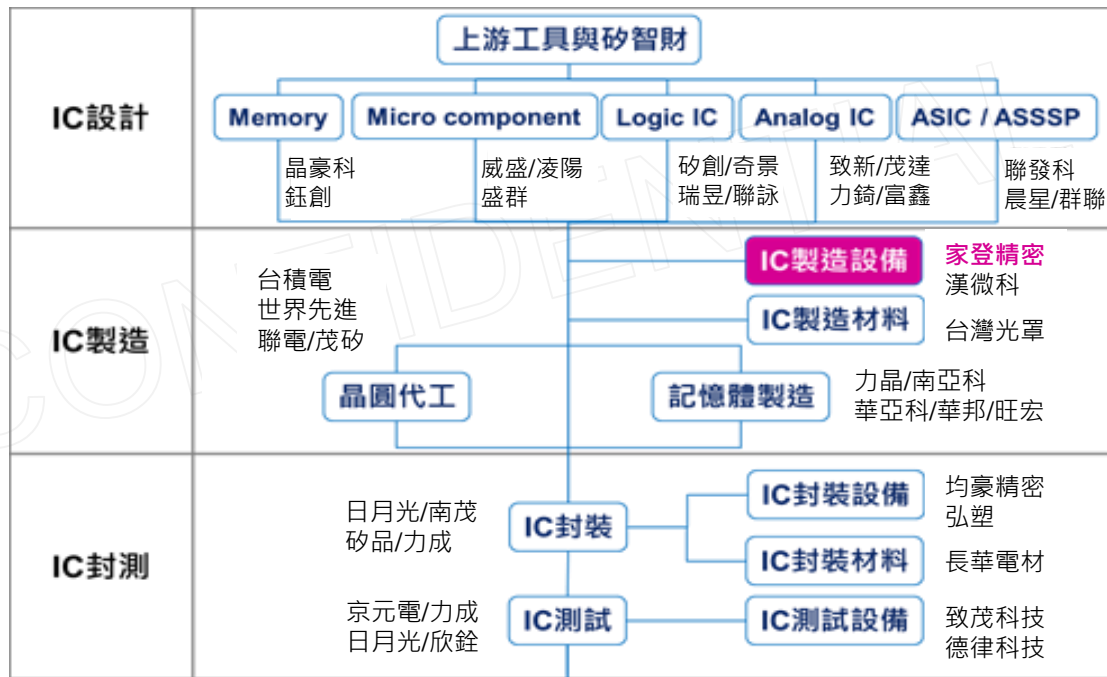 上游工具與矽智財
IC設計
Memory
Micro component
Logic IC
Analog IC
ASIC / ASSSP
晶豪科
鈺創
威盛/凌陽
盛群
矽創/奇景
瑞昱/聯詠
致新/茂達
力錡/富鑫
聯發科
晨星/群聯
IC製造
台積電
世界先進
聯電/茂矽
IC製造設備
家登精密
漢微科
IC製造材料
台灣光罩
晶圓代工
記憶體製造
力晶/南亞科
華亞科/華邦/旺宏
IC封測
日月光/南茂
矽品/力成
IC封裝
IC封裝設備
均豪精密
弘塑
IC封裝材料
長華電材
京元電/力成
日月光/欣銓
IC測試
IC測試設備
致茂科技
德律科技
CONFIDENTIAL